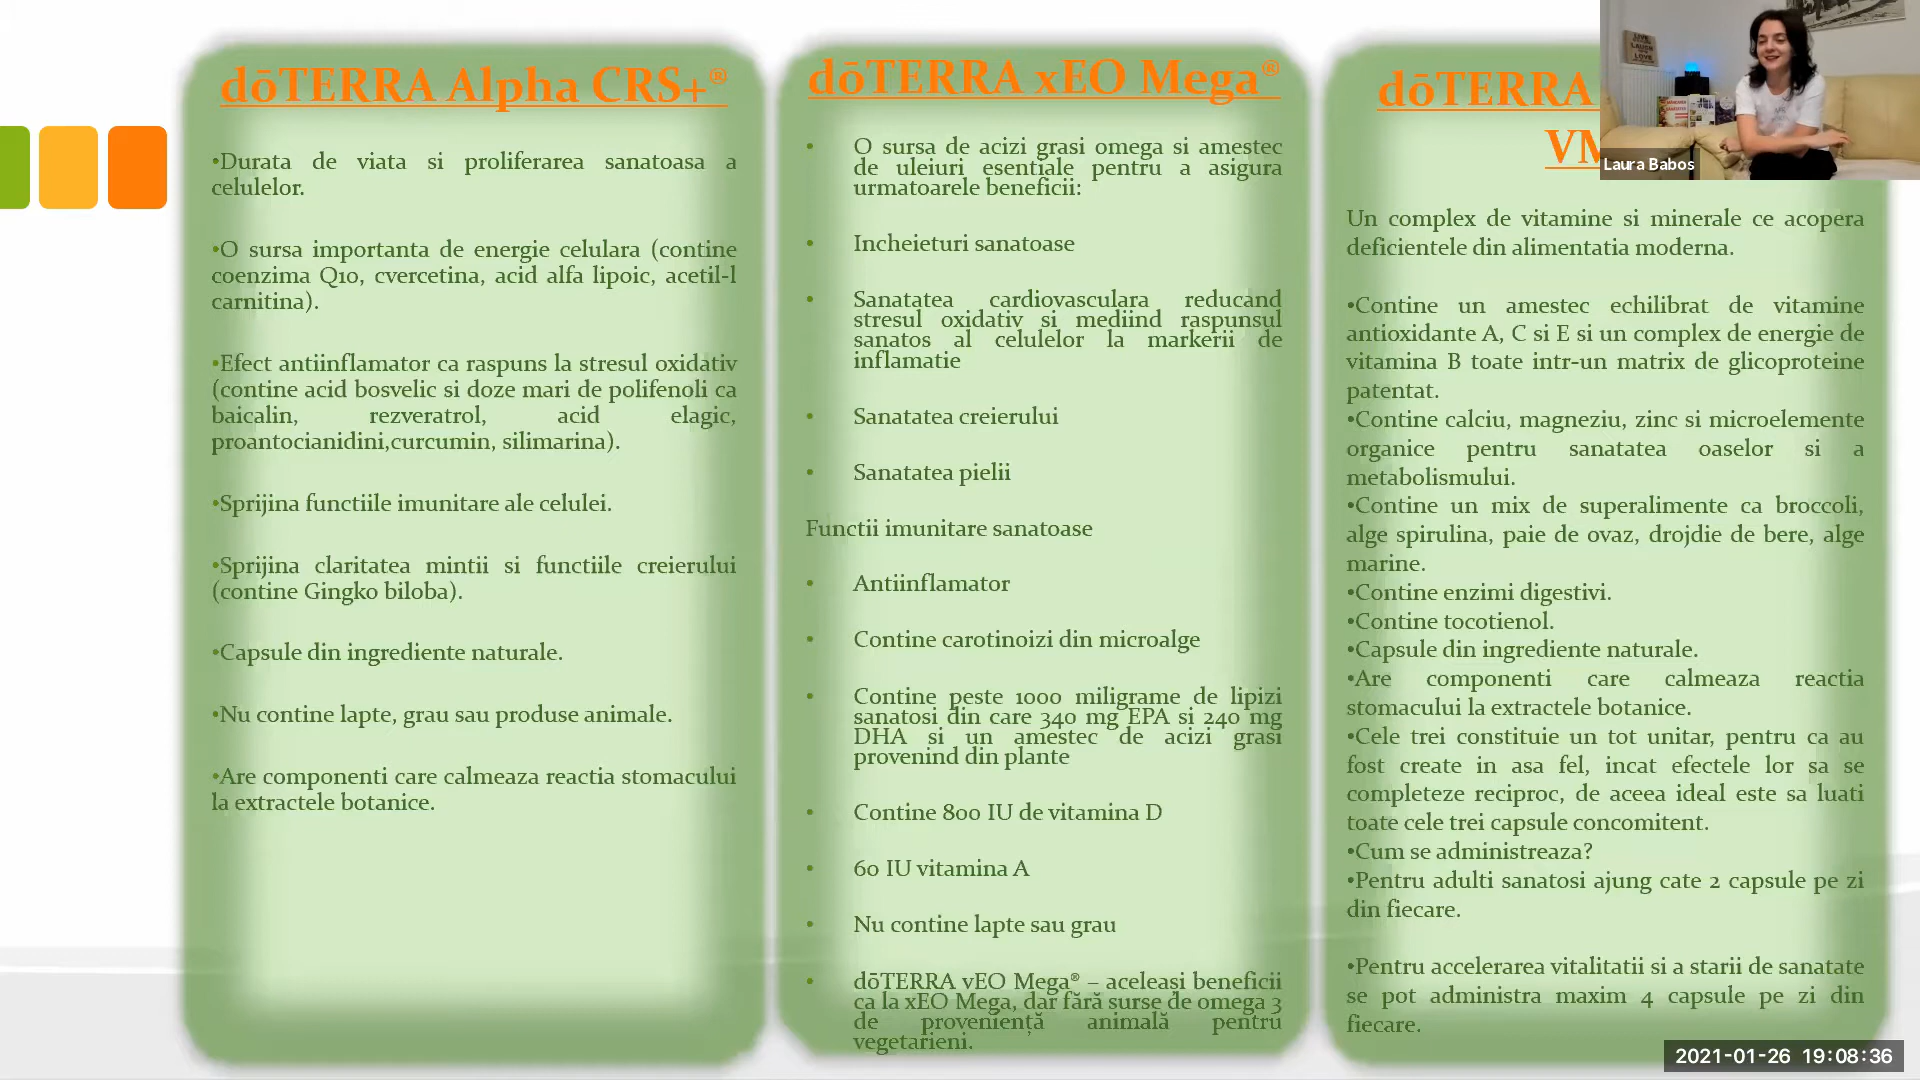 dōTERRA Alpha CRS+®
•Durata de viata si proliferarea sanatoasa a
celulelor.
•O sursa importanta de energie celulara (contine
coenzima Q10, cvercetina, acid alfa lipoic, acetil-l
carnitina).
•Efect antiinflamator ca raspuns la stresul oxidativ
(contine acid bosvelic si doze mari de polifenoli ca
baicalin, rezveratrol, acid elagic,
proantocianidini,curcumin, silimarina).
•Sprijina functiile imunitare ale celulei.
•Sprijina claritatea mintii si functiile creierului
(contine Gingko biloba).
•Capsule din ingrediente naturale.
•Nu contine lapte, grau sau produse animale.
•Are componenti care calmeaza reactia stomacului
la extractele botanice.
dōTERRA xEO Mega®
• O sursa de acizi grasi omega si amestec
de uleiuri esentiale pentru a asigura
urmatoarele beneficii:
• Incheieturi sanatoase
• Sanatatea cardiovasculara reducand
stresul oxidativ si mediind raspunsul
sanatos al celulelor la markerii de
inflamatie
• Sanatatea creierului
• Sanatatea pielii
Functii imunitare sanatoase
• Antiinflamator
• Contine carotinoizi din microalge
• Contine peste 1000 miligrame de lipizi
sanatosi din care 340 mg EPA si 240 mg
DHA si un amestec de acizi grasi
provenind din plante
• Contine 800 IU de vitamina D
• 60 IU vitamina A
• Nu contine lapte sau grau
• dōTERRA vEO Mega® – aceleași beneficii
ca la xEO Mega, dar fără surse de omega 3
de proveniență animală pentru
vegetarieni.
dōTERRA
VM
Un complex de vitamine si minerale ce acopera
deficientele din alimentatia moderna.
•Contine un amestec echilibrat de vitamine
antioxidante A, C si E si un complex de energie de
vitamina B toate intr-un matrix de glicoproteine
patentat.
•Contine calciu, magneziu, zinc si microelemente
organice pentru sanatatea oaselor si a
metabolismului.
•Contine un mix de superalimente ca broccoli,
alge spirulina, paie de ovaz, drojdie de bere, alge
marine.
•Contine enzimi digestivi.
•Contine tocotienol.
•Capsule din ingrediente naturale.
•Are componenti care calmeaza reactia
stomacului la extractele botanice.
•Cele trei constituie un tot unitar, pentru ca au
fost create in asa fel, incat efectele lor sa se
completeze reciproc, de aceea ideal este sa luati
toate cele trei capsule concomitent.
•Cum se administreaza?
•Pentru adulti sanatosi ajung cate 2 capsule pe zi
din fiecare.
•Pentru accelerarea vitalitatii si a starii de sanatate
se pot administra maxim 4 capsule pe zi din
fiecare.
Laura Babos
2021-01-26 19:08:36